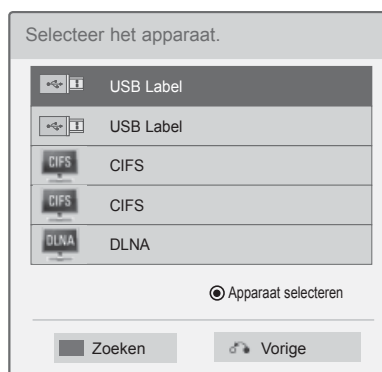 Selecteer het apparaat.
USB Label
USB Label
CIFS CIFS
CIFS CIFS
DLNA DLNA
Apparaat selecteren
Zoeken Vorige